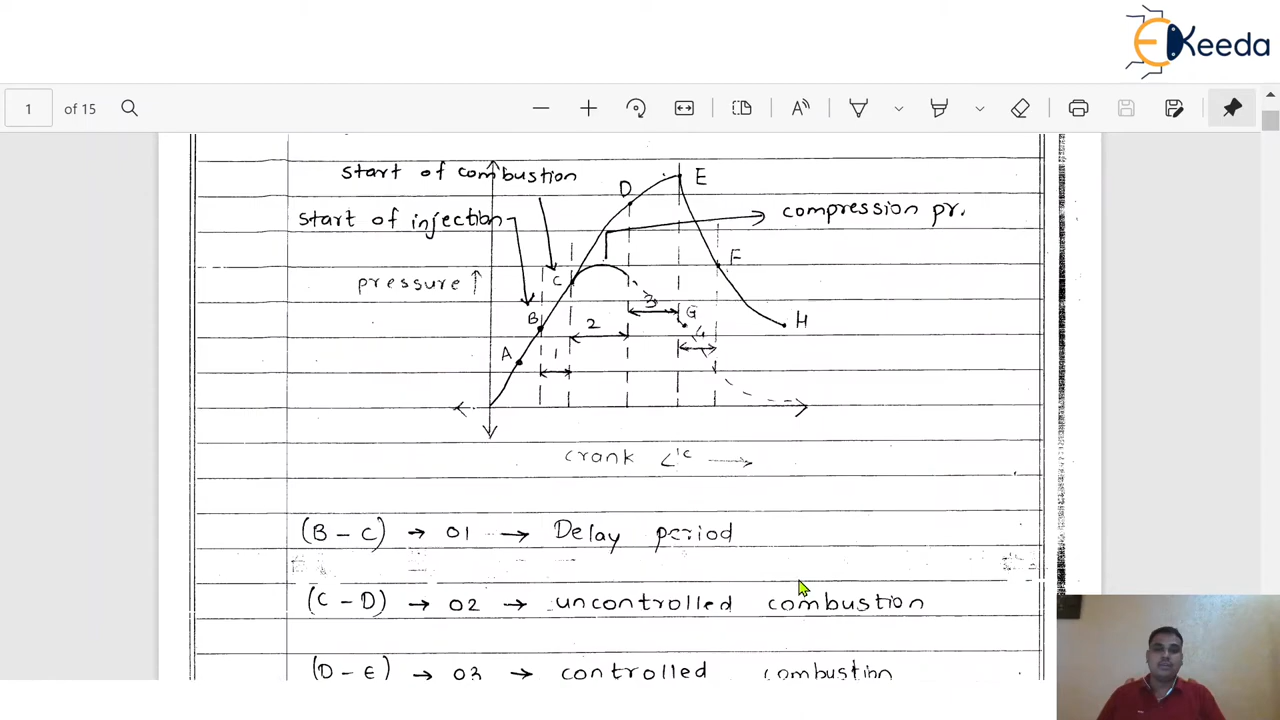 EKeeda
1 of 15
start of combustion
E
D
start of injection
compression pr.
F
C
pressure ↑
3
B
G
H
2
4
A
1
crank ∠'c →
(B - C) → 01 → Delay period
(C - D) → 02 → uncontrolled combustion
(D - E) → 03 → controlled combustion